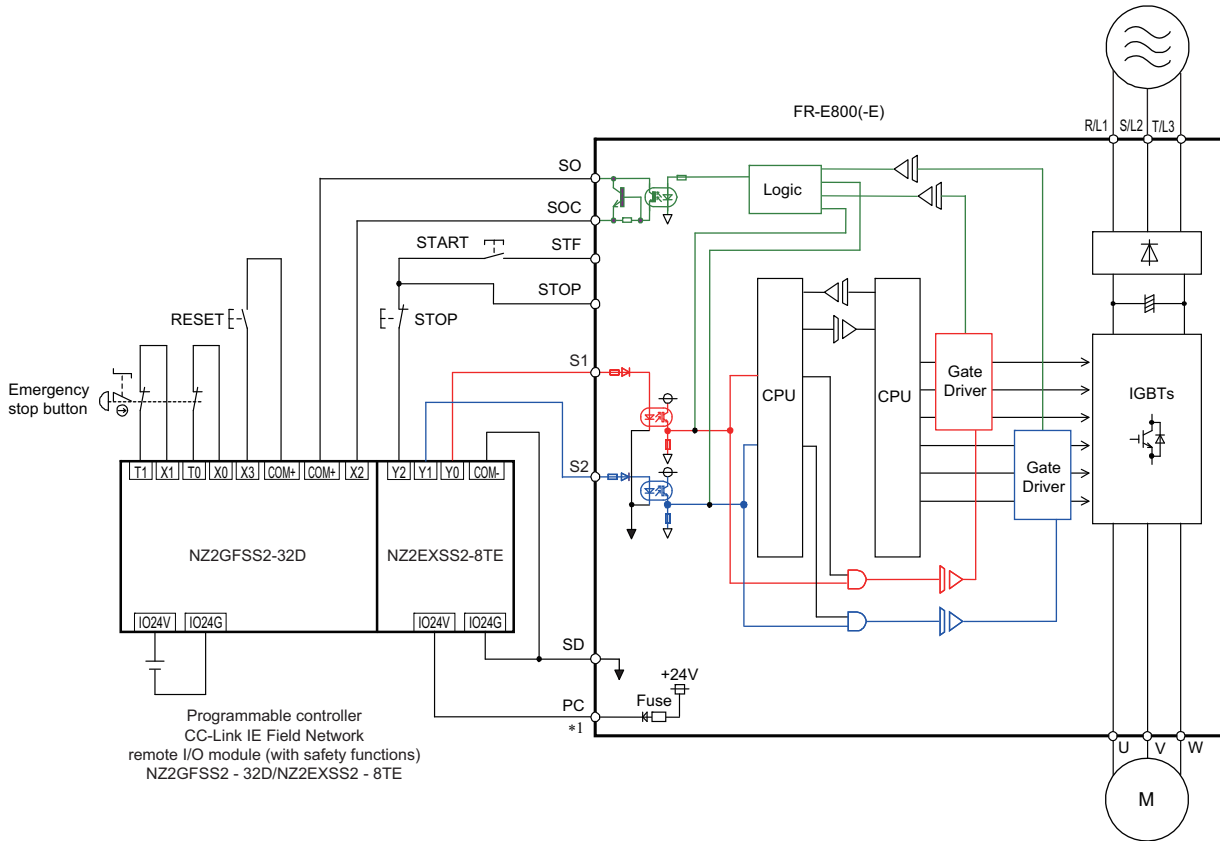 FR-E800(-E)
R/L1 S/L2 T/L3
SO
SOC
START
STF
STOP
RESET
STOP
Logic
S1
Emergency
stop button
CPU
CPU
Gate
Driver
IGBTs
S2
Gate
Driver
T1 X1 T0 X0 X3 COM+ COM+ X2 Y2 Y1 Y0 COM-
NZ2GFSS2-32D
NZ2EXSS2-8TE
IO24V IO24G
IO24V IO24G
SD
+24V
Fuse
PC
*1
Programmable controller
CC-Link IE Field Network
remote I/O module (with safety functions)
NZ2GFSS2 - 32D/NZ2EXSS2 - 8TE
U V W
M